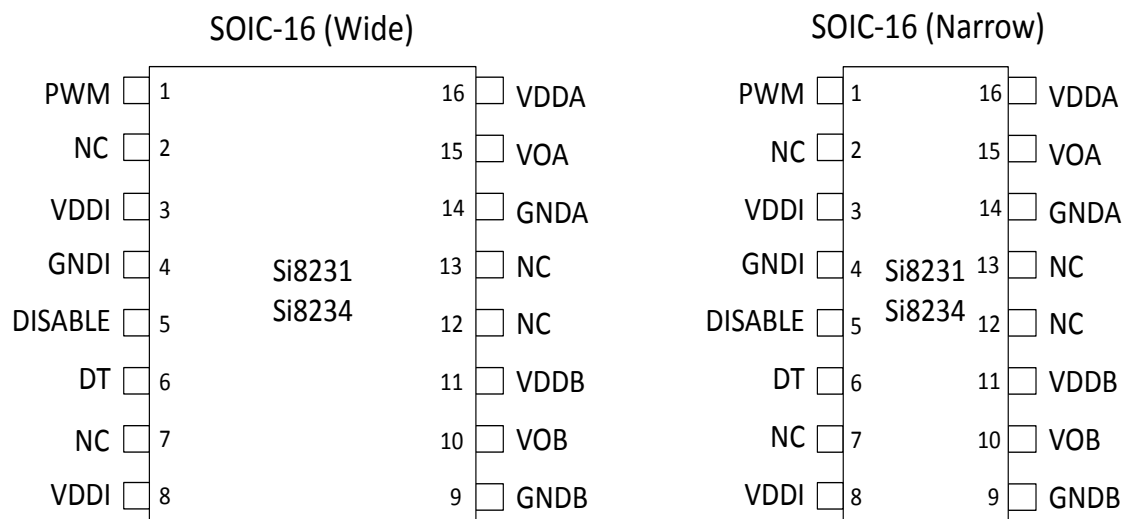 SOIC-16 (Wide)
PWM 1 16 VDDA
NC 2 15 VOA
VDDI 3 14 GNDA
GNDI 4 13 NC
Si8231
Si8234
DISABLE 5 12 NC
DT 6 11 VDDB
NC 7 10 VOB
VDDI 8 9 GNDB
SOIC-16 (Narrow)
PWM 1 16 VDDA
NC 2 15 VOA
VDDI 3 14 GNDA
GNDI 4 13 NC
Si8231
Si8234
DISABLE 5 12 NC
DT 6 11 VDDB
NC 7 10 VOB
VDDI 8 9 GNDB